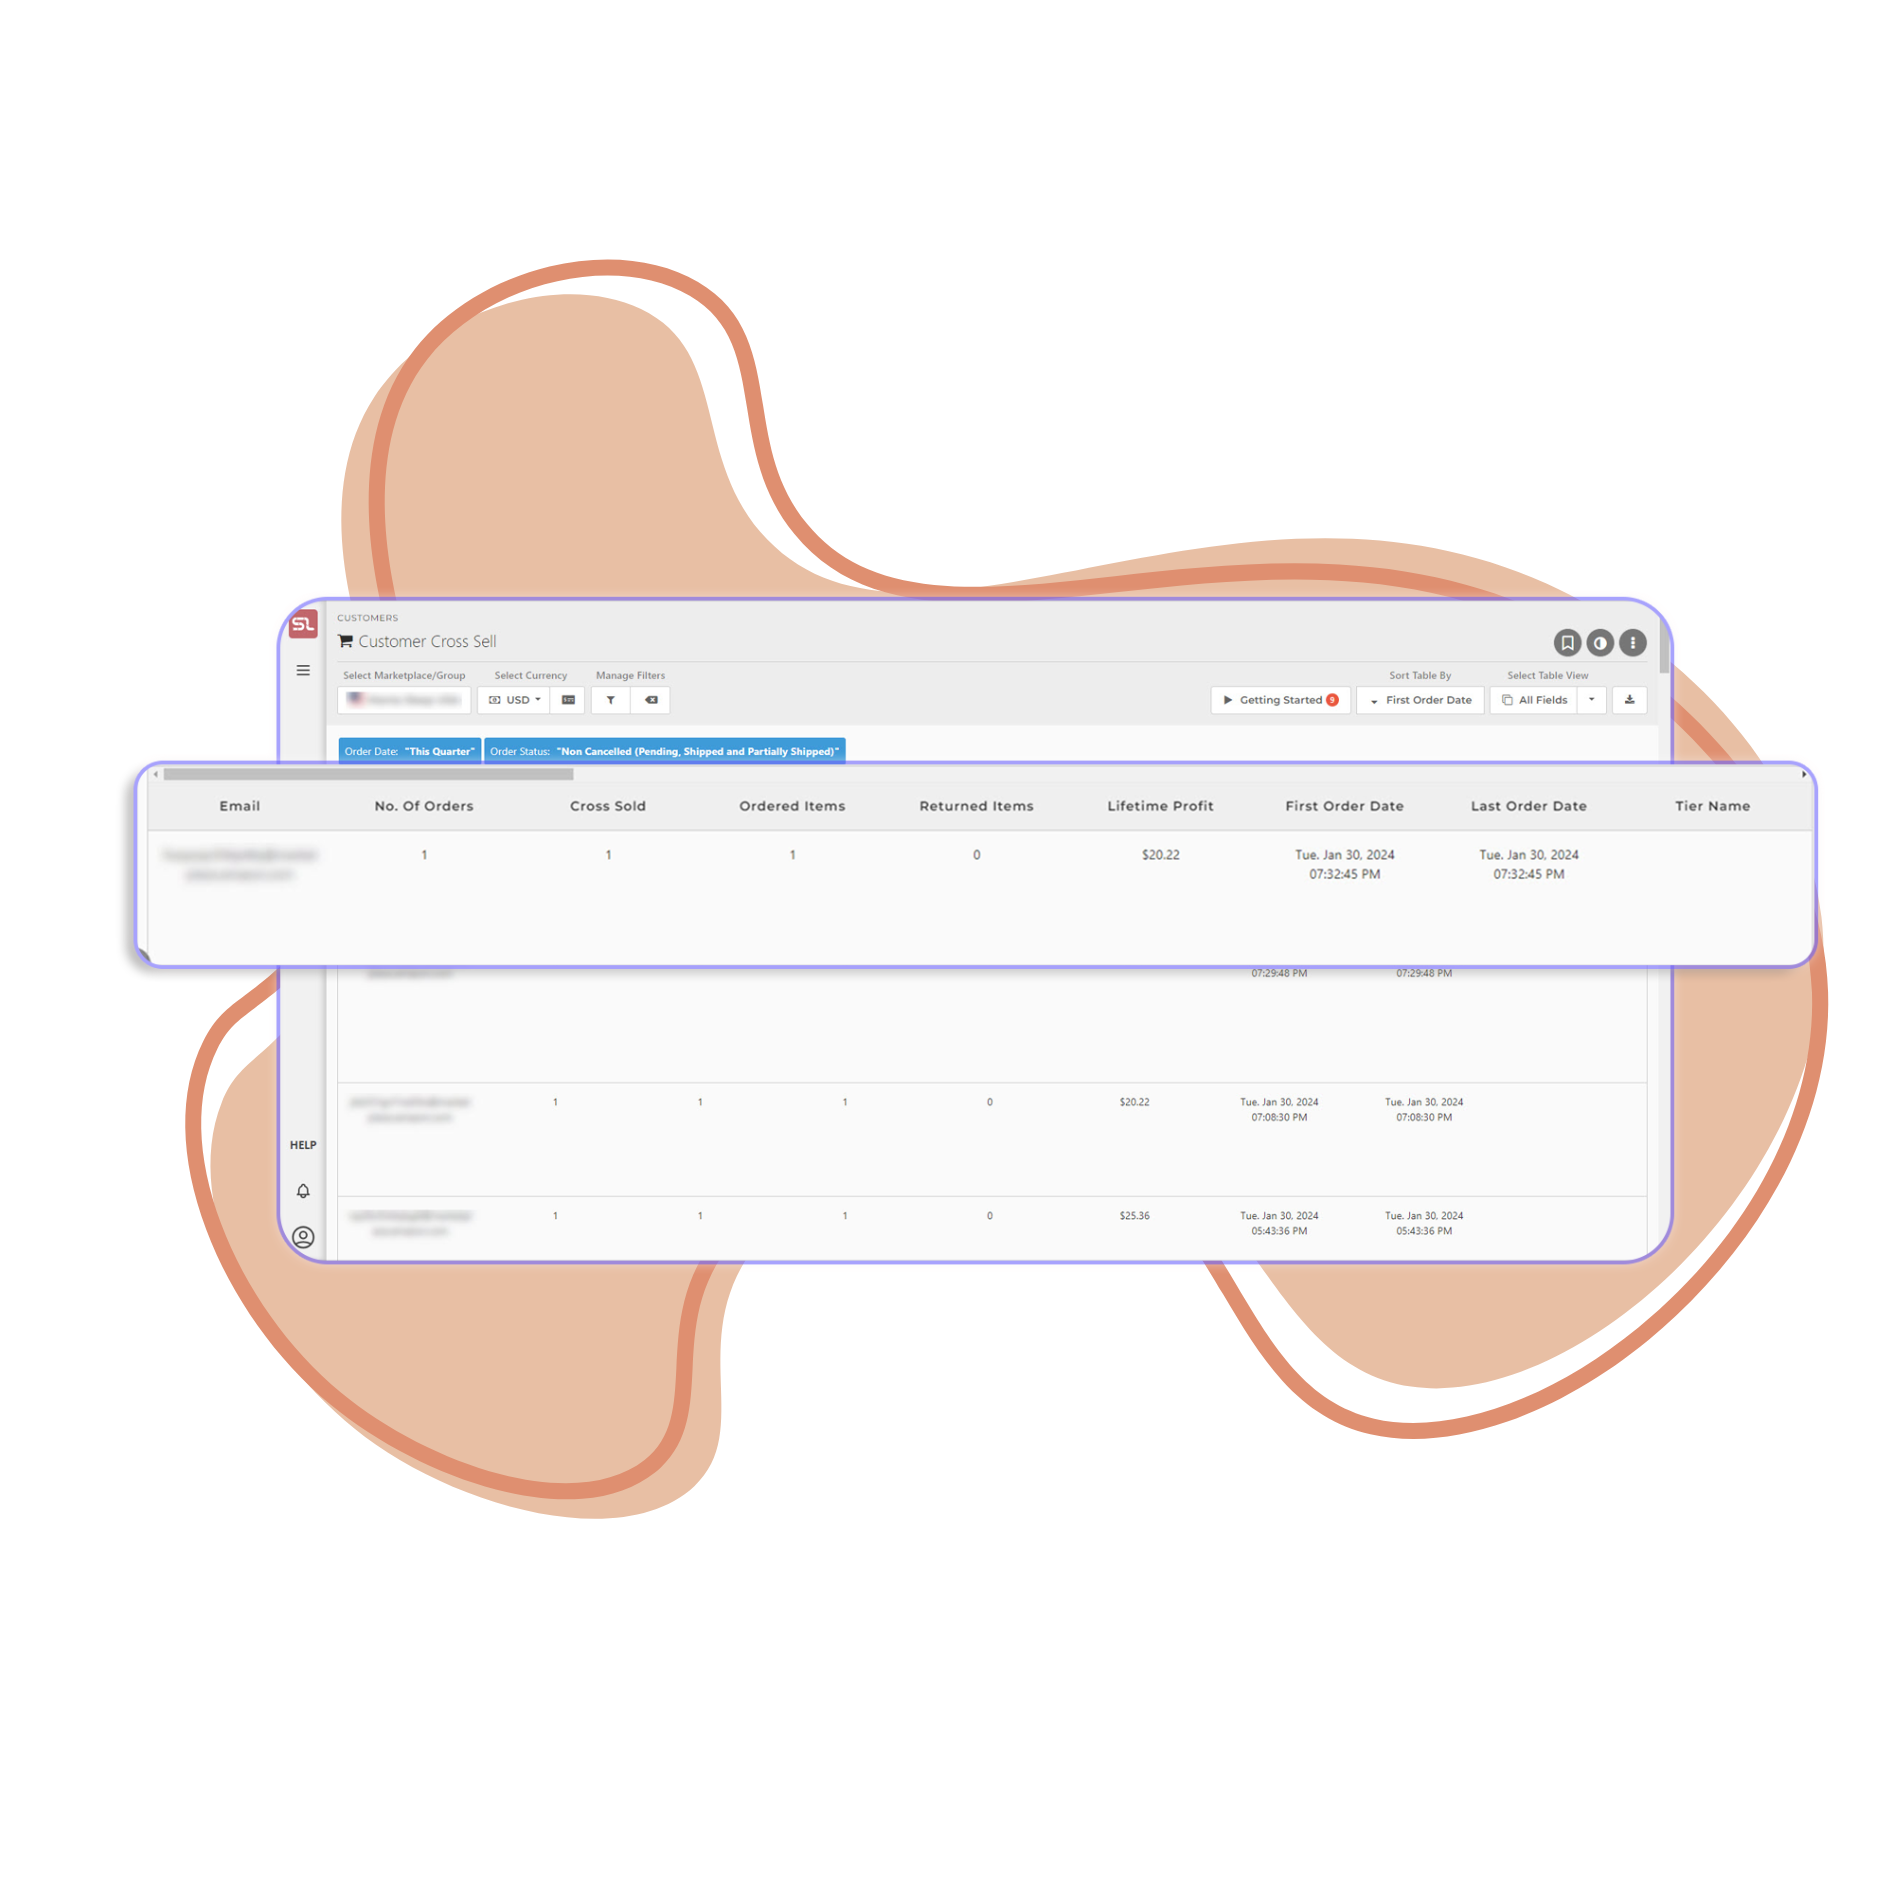 SL
CUSTOMERS
Customer Cross Sell
Select Marketplace/Group Select Currency Manage Filters Sort Table By Select Table View
USD Getting Started 9 First Order Date All Fields
Order Date: "This Quarter" Order Status: "Non Cancelled (Pending, Shipped and Partially Shipped)"
Email No. Of Orders Cross Sold Ordered Items Returned Items Lifetime Profit First Order Date Last Order Date Tier Name
1 1 1 0 $20.22 Tue. Jan 30, 2024 Tue. Jan 30, 2024
07:32:45 PM 07:32:45 PM
07:29:48 PM 07:29:48 PM
1 1 1 0 $20.22 Tue. Jan 30, 2024 Tue. Jan 30, 2024
07:08:30 PM 07:08:30 PM
HELP
1 1 1 0 $25.36 Tue. Jan 30, 2024 Tue. Jan 30, 2024
05:43:36 PM 05:43:36 PM